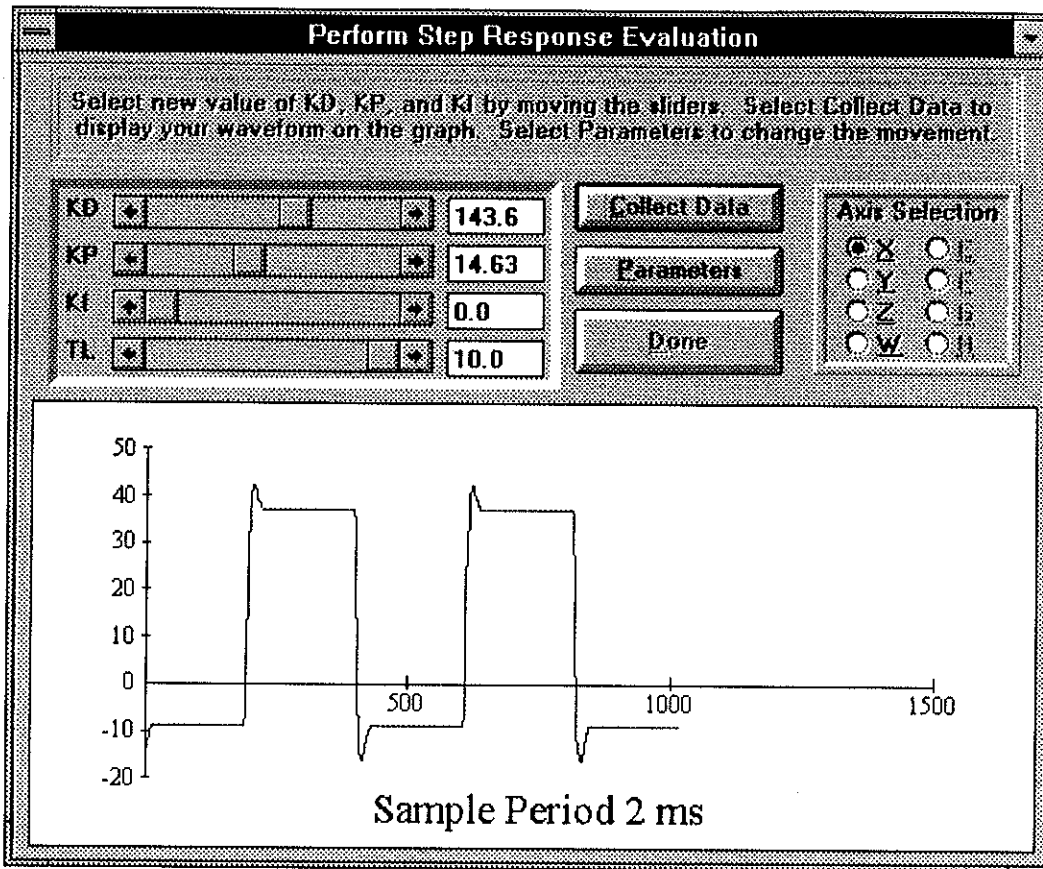 Perform Step Response Evaluation
Select new value of KD, KP, and KI by moving the sliders. Select Collect Data to
display your waveform on the graph. Select Parameters to change the movement.
KD 143.6
KP 14.63
KI 0.0
TL 10.0
Collect Data
Parameters
Done
Axis Selection
X E
Y F
Z G
W H
50
40
30
20
10
0
-10
-20
500
1000
1500
Sample Period 2 ms